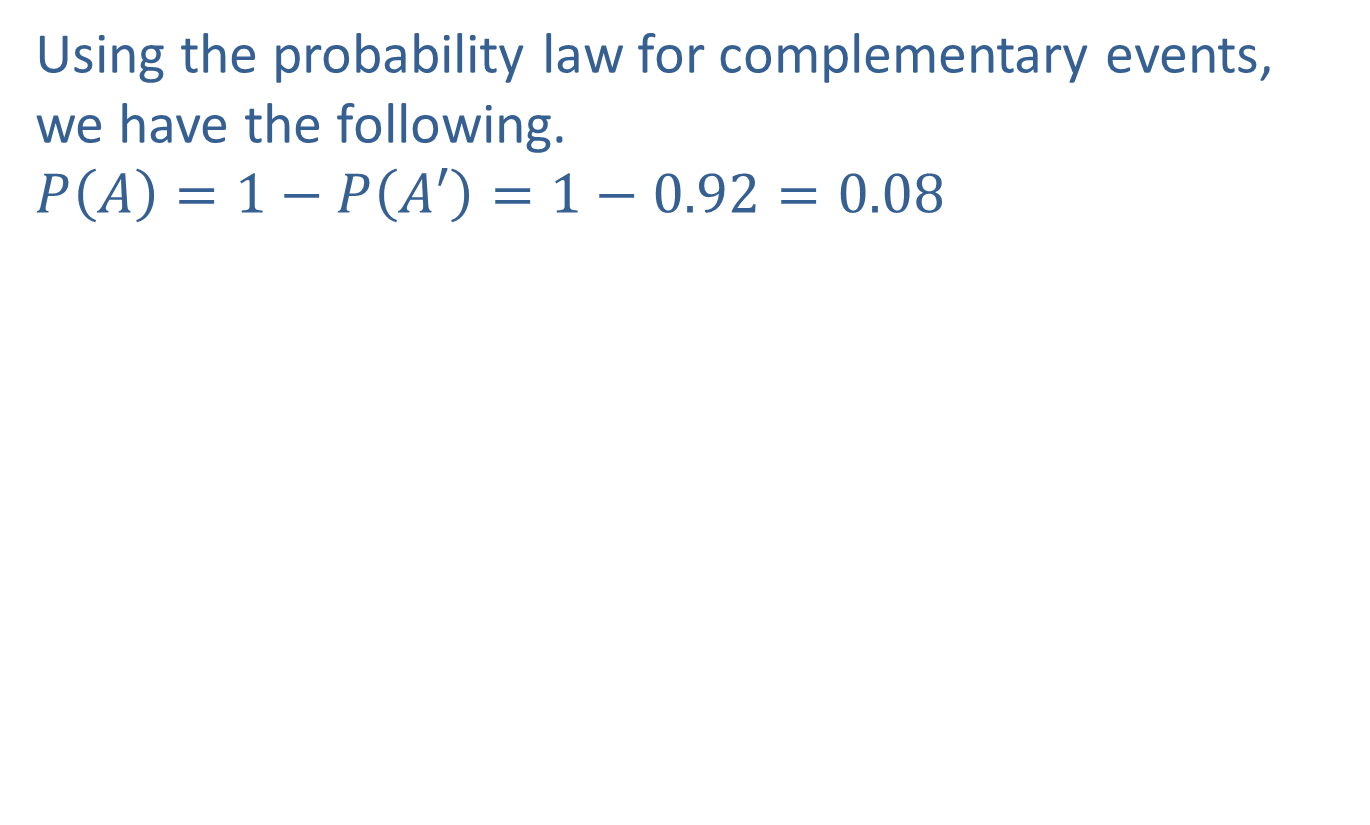 Using the probability law for complementary events,
we have the following.
P(A) = 1 − P(A′) = 1 − 0.92 = 0.08